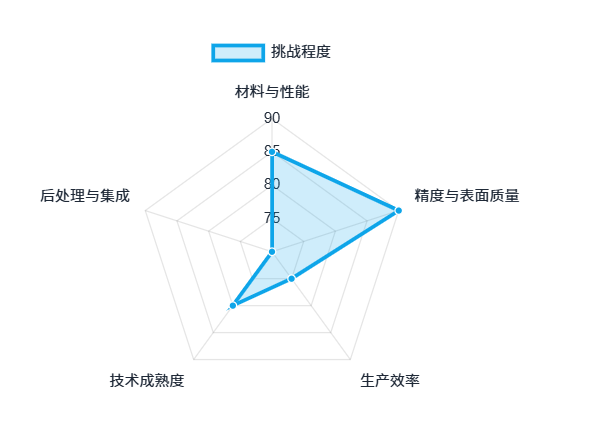 挑战程度
材料与性能
90
85
80
75
后处理与集成
精度与表面质量
技术成熟度
生产效率